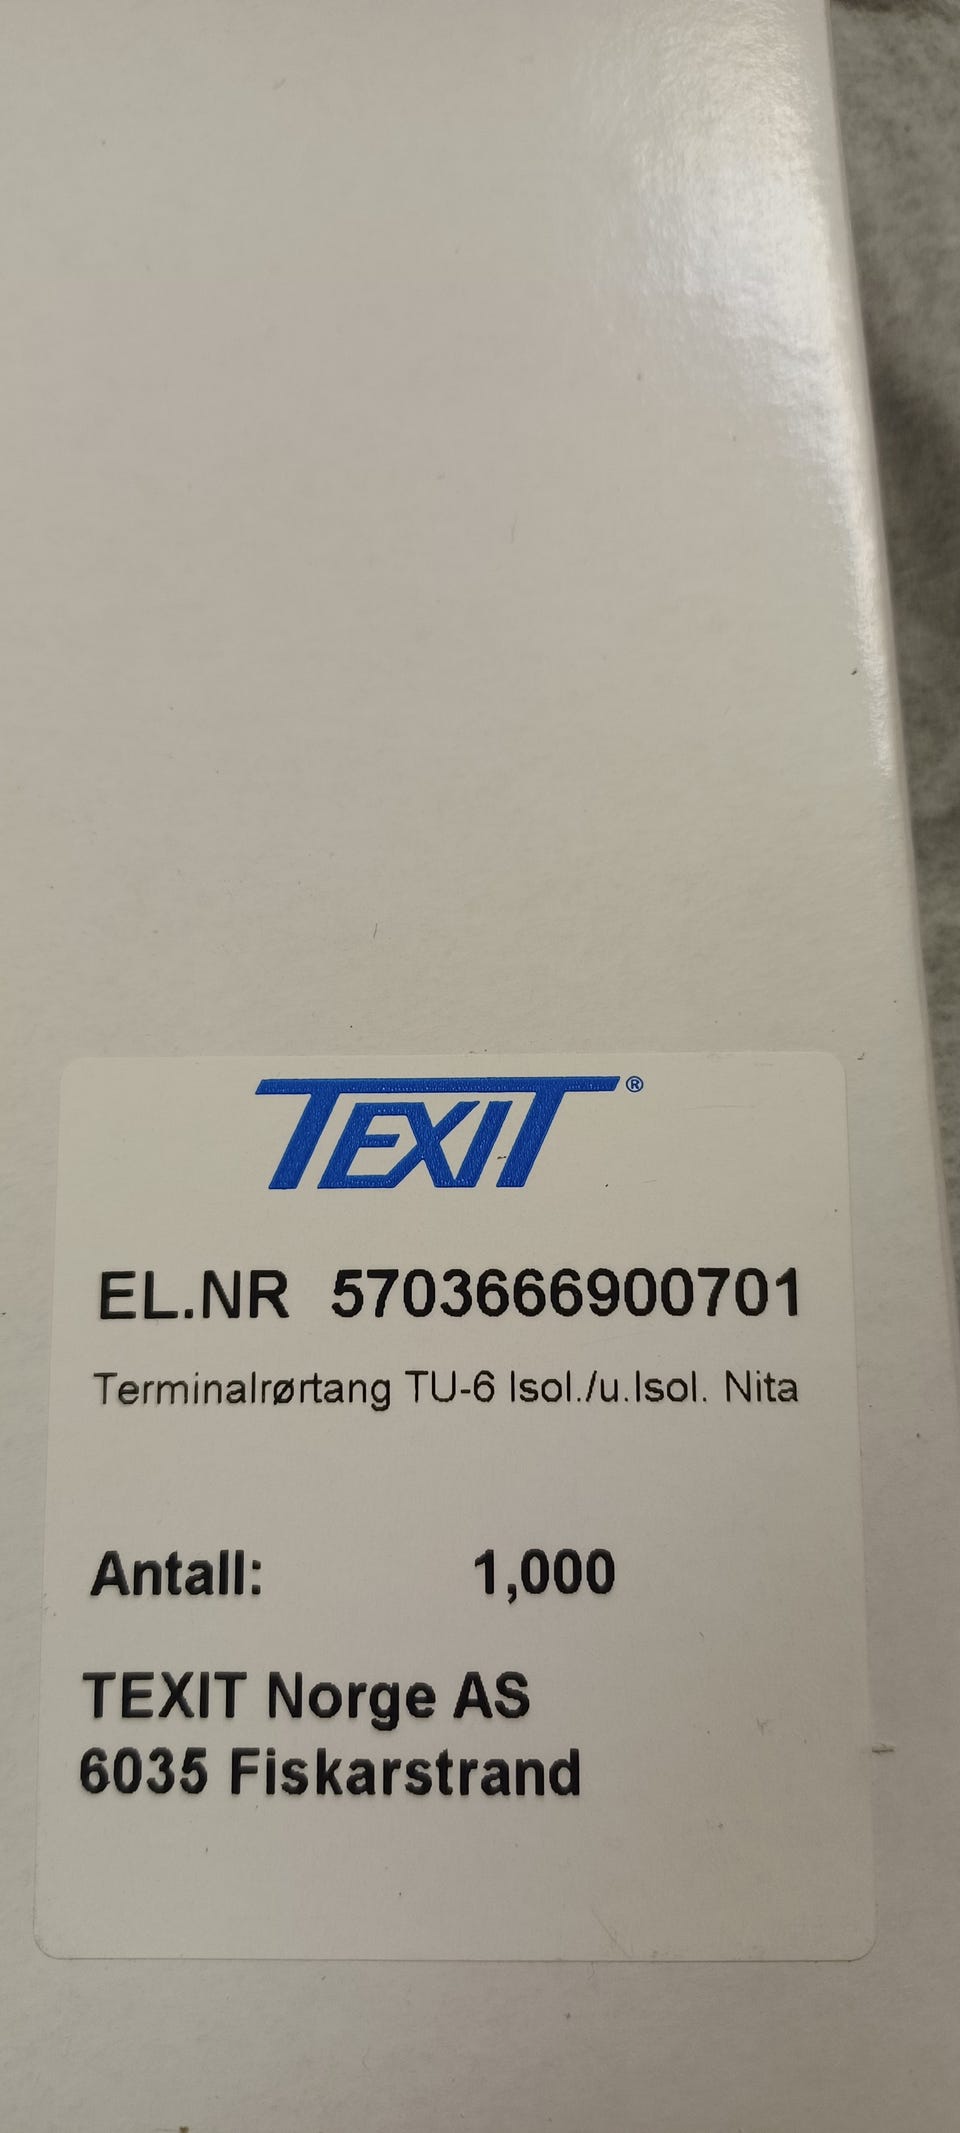 TEXIT®
EL.NR 5703666900701
Terminalrørtang TU-6 Isol./u.Isol. Nita
Antall: 1,000
TEXIT Norge AS
6035 Fiskarstrand